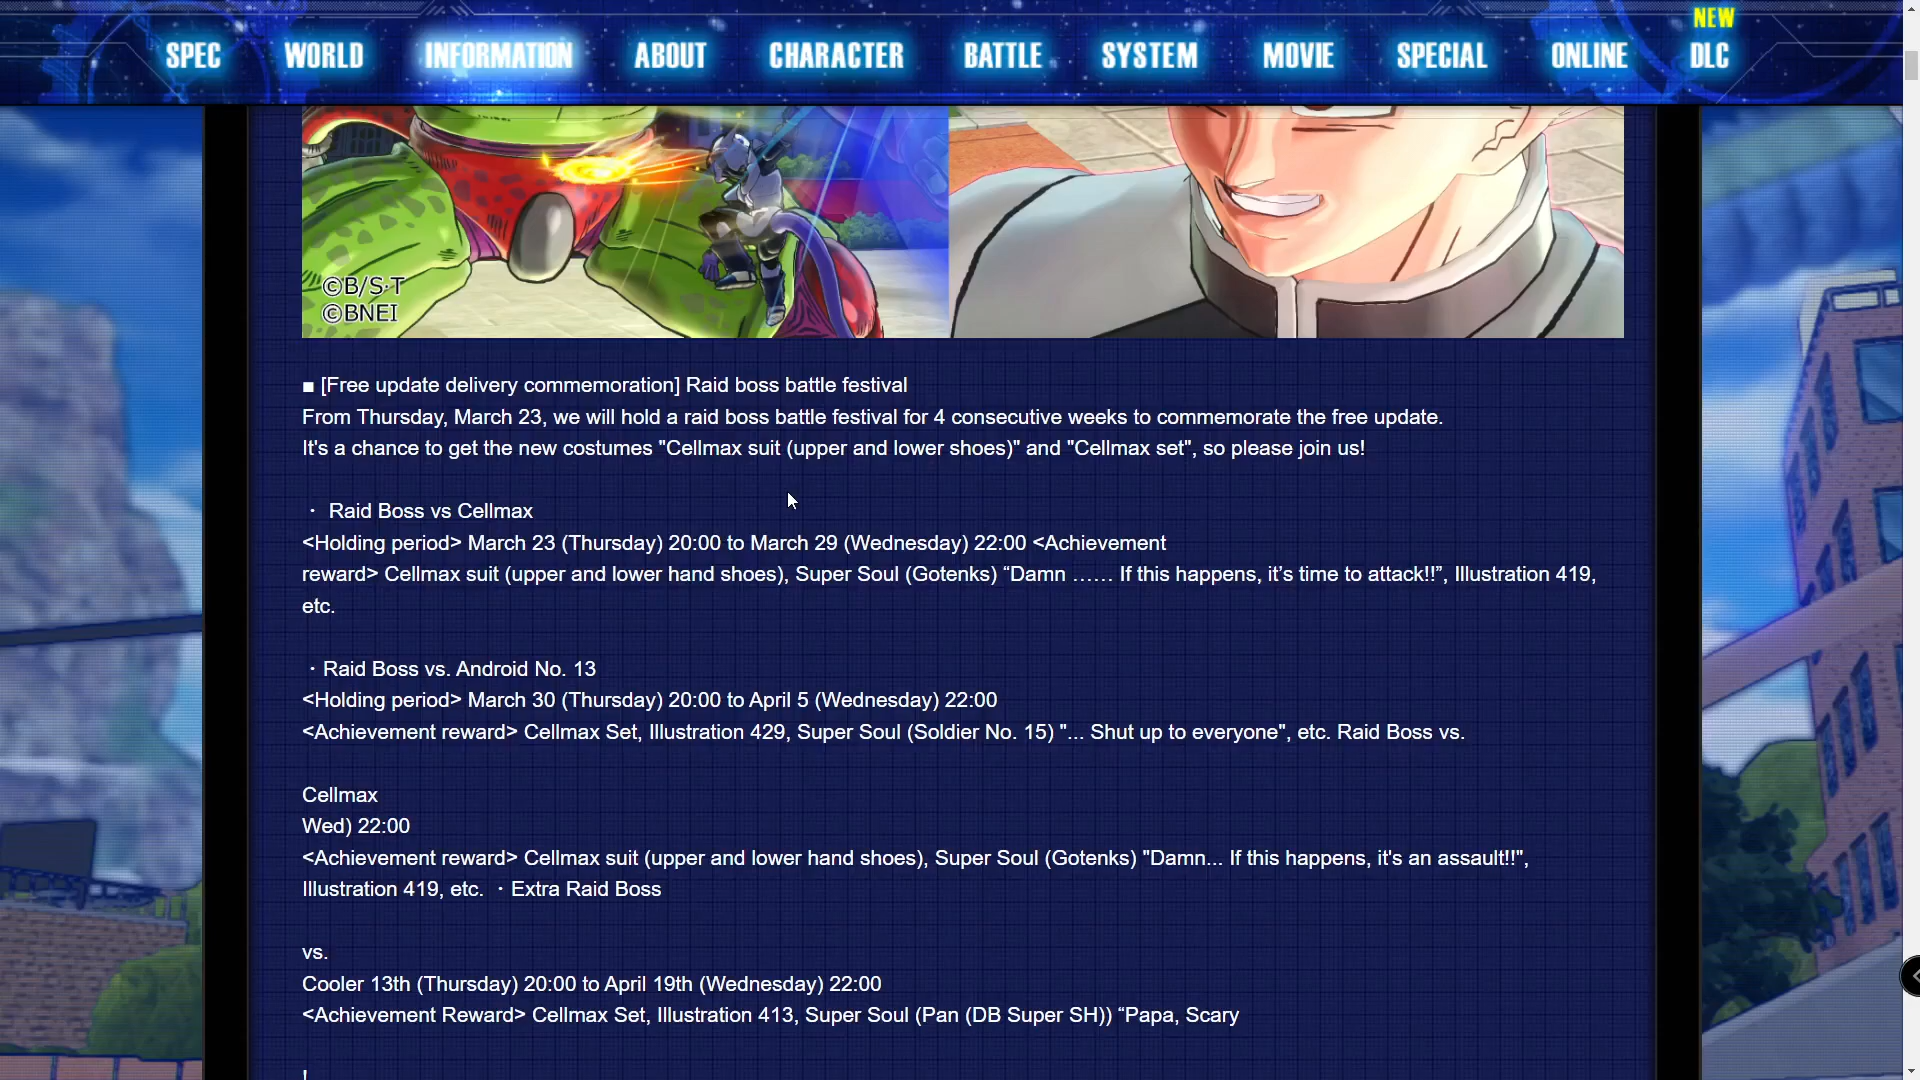 NEW
SPEC WORLD INFORMATION ABOUT CHARACTER BATTLE SYSTEM MOVIE SPECIAL ONLINE DLC
©B/S·T
©BNEI
■ [Free update delivery commemoration] Raid boss battle festival
From Thursday, March 23, we will hold a raid boss battle festival for 4 consecutive weeks to commemorate the free update.
It's a chance to get the new costumes "Cellmax suit (upper and lower shoes)" and "Cellmax set", so please join us!
・ Raid Boss vs Cellmax
<Holding period> March 23 (Thursday) 20:00 to March 29 (Wednesday) 22:00 <Achievement
reward> Cellmax suit (upper and lower hand shoes), Super Soul (Gotenks) “Damn …… If this happens, it’s time to attack!!”, Illustration 419,
etc.
・Raid Boss vs. Android No. 13
<Holding period> March 30 (Thursday) 20:00 to April 5 (Wednesday) 22:00
<Achievement reward> Cellmax Set, Illustration 429, Super Soul (Soldier No. 15) "... Shut up to everyone", etc. Raid Boss vs.
Cellmax
Wed) 22:00
<Achievement reward> Cellmax suit (upper and lower hand shoes), Super Soul (Gotenks) "Damn... If this happens, it's an assault!!",
Illustration 419, etc. ・Extra Raid Boss
vs.
Cooler 13th (Thursday) 20:00 to April 19th (Wednesday) 22:00
<Achievement Reward> Cellmax Set, Illustration 413, Super Soul (Pan (DB Super SH)) “Papa, Scary
!